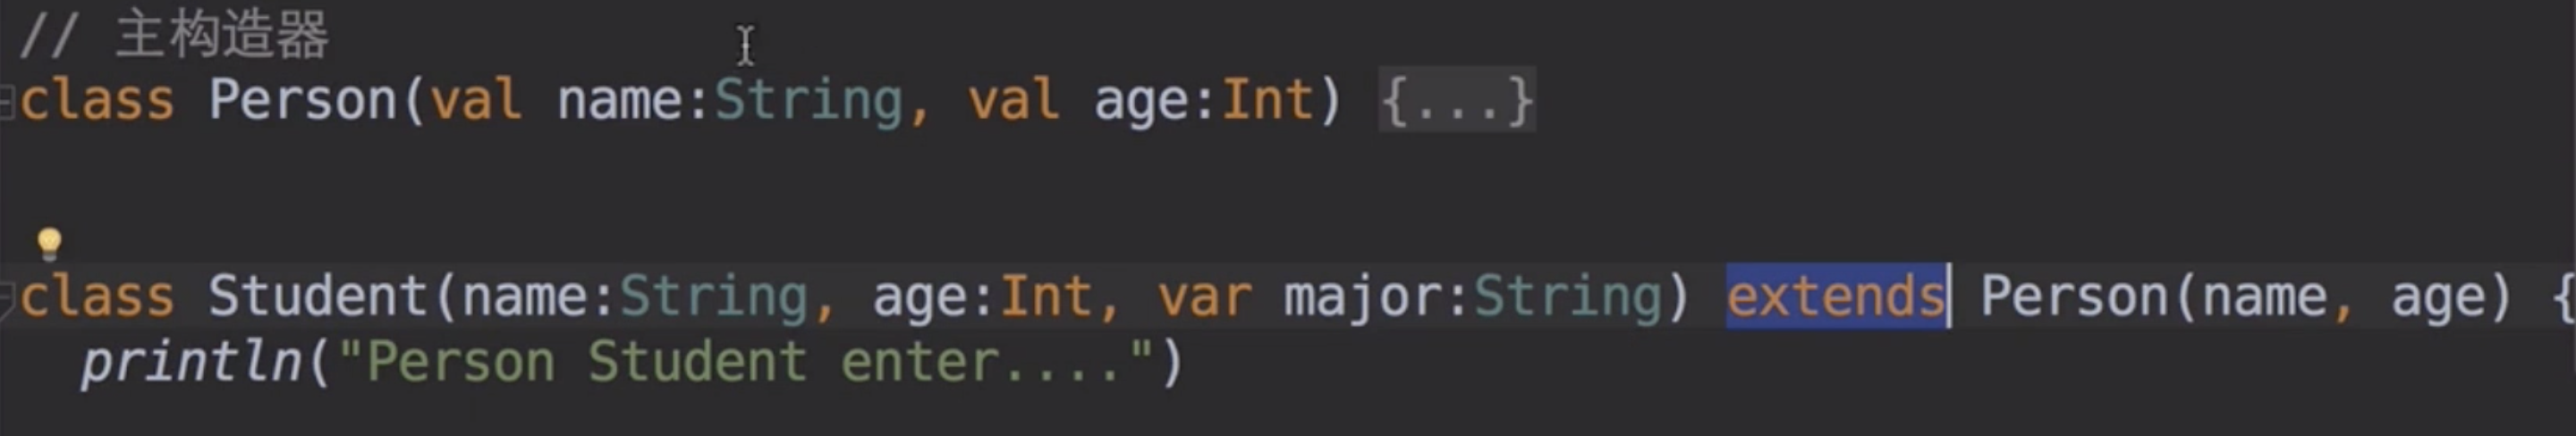 // 主构造器
class Person(val name:String, val age:Int) {...}
class Student(name:String, age:Int, var major:String) extends Person(name, age) {
println("Person Student enter....")